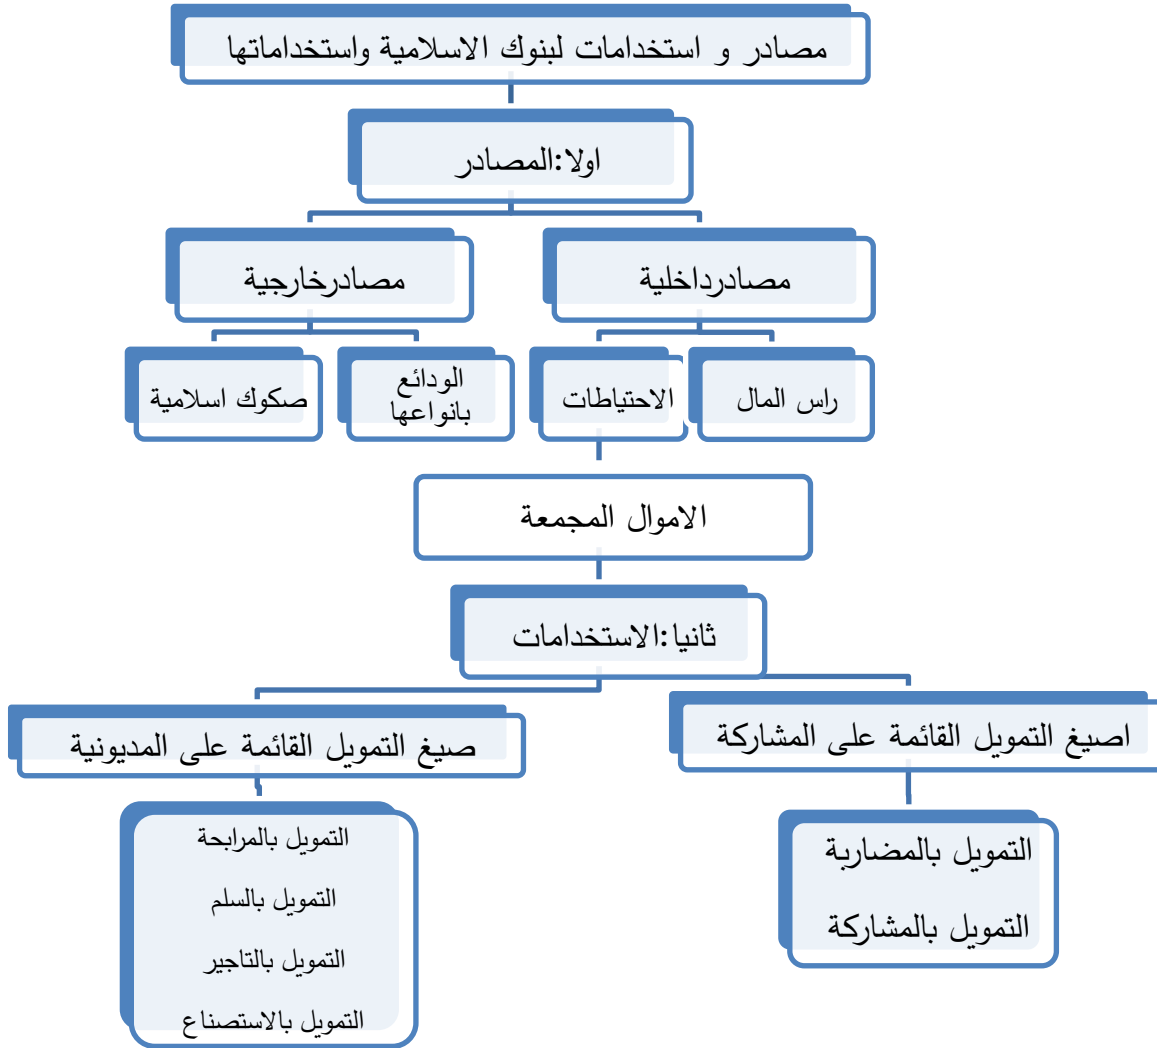 مصادر و استخدامات لبنوك الاسلامية واستخداماتها
اولا:المصادر
مصادرداخلية
مصادرخارجية
راس المال
الاحتياطات
الودائع
بانواعها
صكوك اسلامية
الاموال المجمعة
ثانيا:الاستخدامات
اصيغ التمويل القائمة على المشاركة
صيغ التمويل القائمة على المديونية
التمويل بالمضاربة
التمويل بالمشاركة
التمويل بالمرابحة
التمويل بالسلم
التمويل بالتاجير
التمويل بالاستصناع